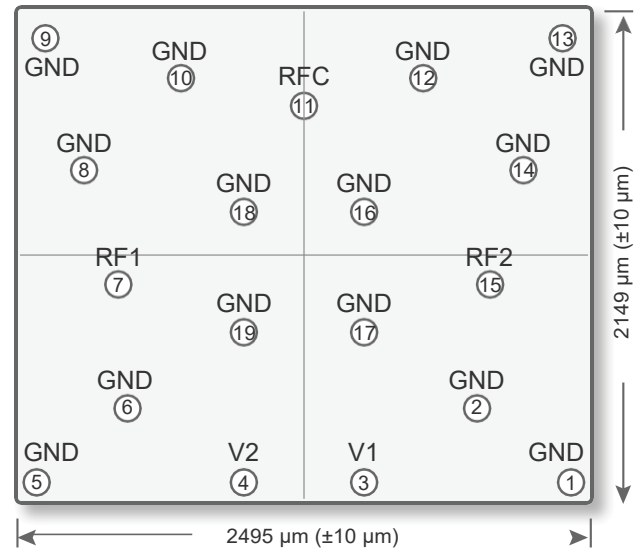 9
GND
GND
10
RFC
11
GND
12
13
GND
GND
8
GND
14
GND
18
GND
16
RF1
7
RF2
15
GND
19
GND
17
GND
6
GND
2
GND
5
V2
4
V1
3
GND
1
2149 µm (±10 µm)
2495 µm (±10 µm)